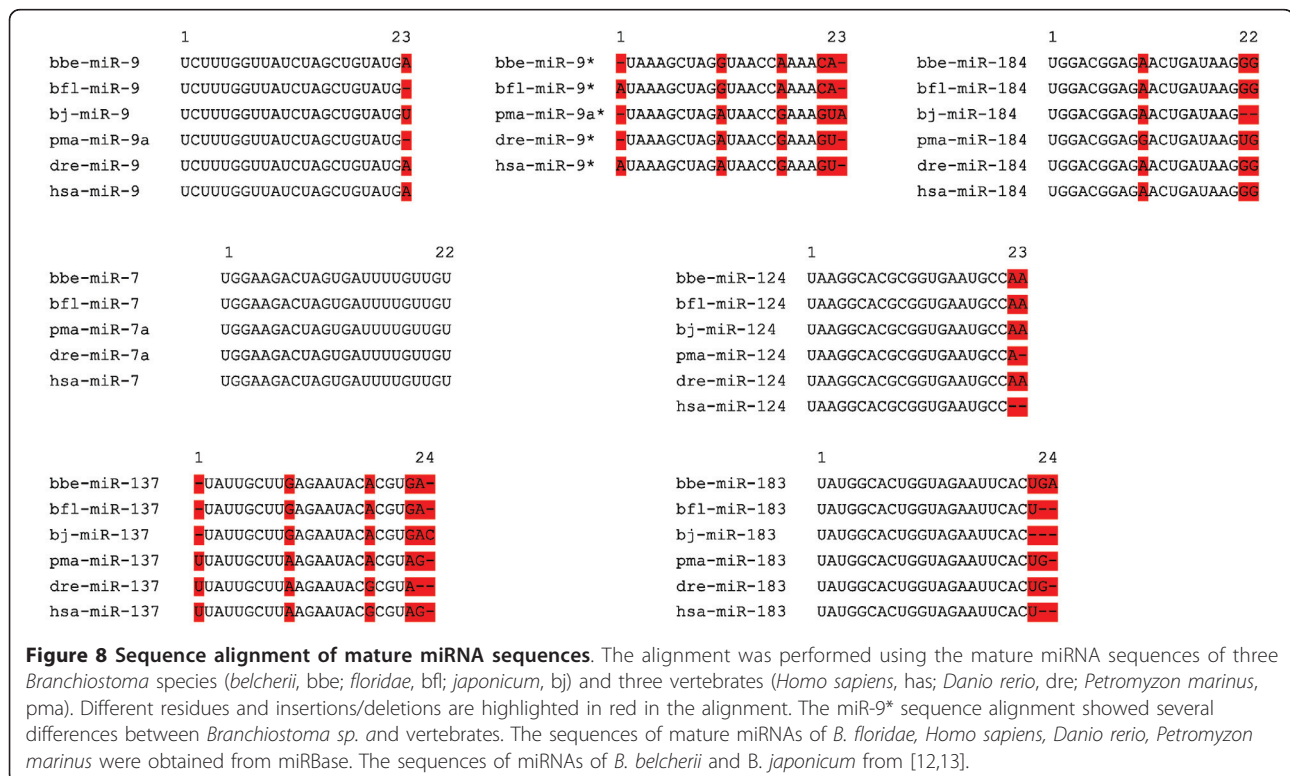 1 23
bbe-miR-9 UCUUUGGUUAUCUAGCUGUAUGA
bfl-miR-9 UCUUUGGUUAUCUAGCUGUAUG-
bj-miR-9 UCUUUGGUUAUCUAGCUGUAUGU
pma-miR-9a UCUUUGGUUAUCUAGCUGUAUG-
dre-miR-9 UCUUUGGUUAUCUAGCUGUAUGA
hsa-miR-9 UCUUUGGUUAUCUAGCUGUAUGA
1 23
bbe-miR-9* -UAAAGCUAGGUAACCAAAACA-
bfl-miR-9* AUAAAGCUAGGUAACCAAAACA-
pma-miR-9a* -UAAAGCUAGAUAACCGAAAGUA
dre-miR-9* -UAAAGCUAGAUAACCGAAAGU-
hsa-miR-9* AUAAAGCUAGAUAACCGAAAGU-
1 22
bbe-miR-184 UGGACGGAGAACUGAUAAGGG
bfl-miR-184 UGGACGGAGAACUGAUAAGGG
bj-miR-184 UGGACGGAGAACUGAUAAG--
pma-miR-184 UGGACGGAGGACUGAUAAGUG
dre-miR-184 UGGACGGAGAACUGAUAAGGG
hsa-miR-184 UGGACGGAGAACUGAUAAGGG
1 22
bbe-miR-7 UGGAAGACUAGUGAUUUUGUUGU
bfl-miR-7 UGGAAGACUAGUGAUUUUGUUGU
pma-miR-7a UGGAAGACUAGUGAUUUUGUUGU
dre-miR-7a UGGAAGACUAGUGAUUUUGUUGU
hsa-miR-7 UGGAAGACUAGUGAUUUUGUUGU
1 23
bbe-miR-124 UAAGGCACGCGGUGAAUGCCAA
bfl-miR-124 UAAGGCACGCGGUGAAUGCCAA
bj-miR-124 UAAGGCACGCGGUGAAUGCCAA
pma-miR-124 UAAGGCACGCGGUGAAUGCCA-
dre-miR-124 UAAGGCACGCGGUGAAUGCCAA
hsa-miR-124 UAAGGCACGCGGUGAAUGCC--
1 24
bbe-miR-137 -UAUUGCUUGAGAAUACACGUGA-
bfl-miR-137 -UAUUGCUUGAGAAUACACGUGA-
bj-miR-137 -UAUUGCUUGAGAAUACACGUGAC
pma-miR-137 UUAUUGCUUAAGAAUACACGUAG-
dre-miR-137 UUAUUGCUUAAGAAUACGCGUA--
hsa-miR-137 UUAUUGCUUAAGAAUACGCGUAG-
1 24
bbe-miR-183 UAUGGCACUGGUAGAAUUCACUGA
bfl-miR-183 UAUGGCACUGGUAGAAUUCACU--
bj-miR-183 UAUGGCACUGGUAGAAUUCAC---
pma-miR-183 UAUGGCACUGGUAGAAUUCACUG-
dre-miR-183 UAUGGCACUGGUAGAAUUCACUG-
hsa-miR-183 UAUGGCACUGGUAGAAUUCACU--
Figure 8 Sequence alignment of mature miRNA sequences. The alignment was performed using the mature miRNA sequences of three
Branchiostoma species (belcherii, bbe; floridae, bfl; japonicum, bj) and three vertebrates (Homo sapiens, has; Danio rerio, dre; Petromyzon marinus,
pma). Different residues and insertions/deletions are highlighted in red in the alignment. The miR-9* sequence alignment showed several
differences between Branchiostoma sp. and vertebrates. The sequences of mature miRNAs of B. floridae, Homo sapiens, Danio rerio, Petromyzon
marinus were obtained from miRBase. The sequences of miRNAs of B. belcherii and B. japonicum from [12,13].